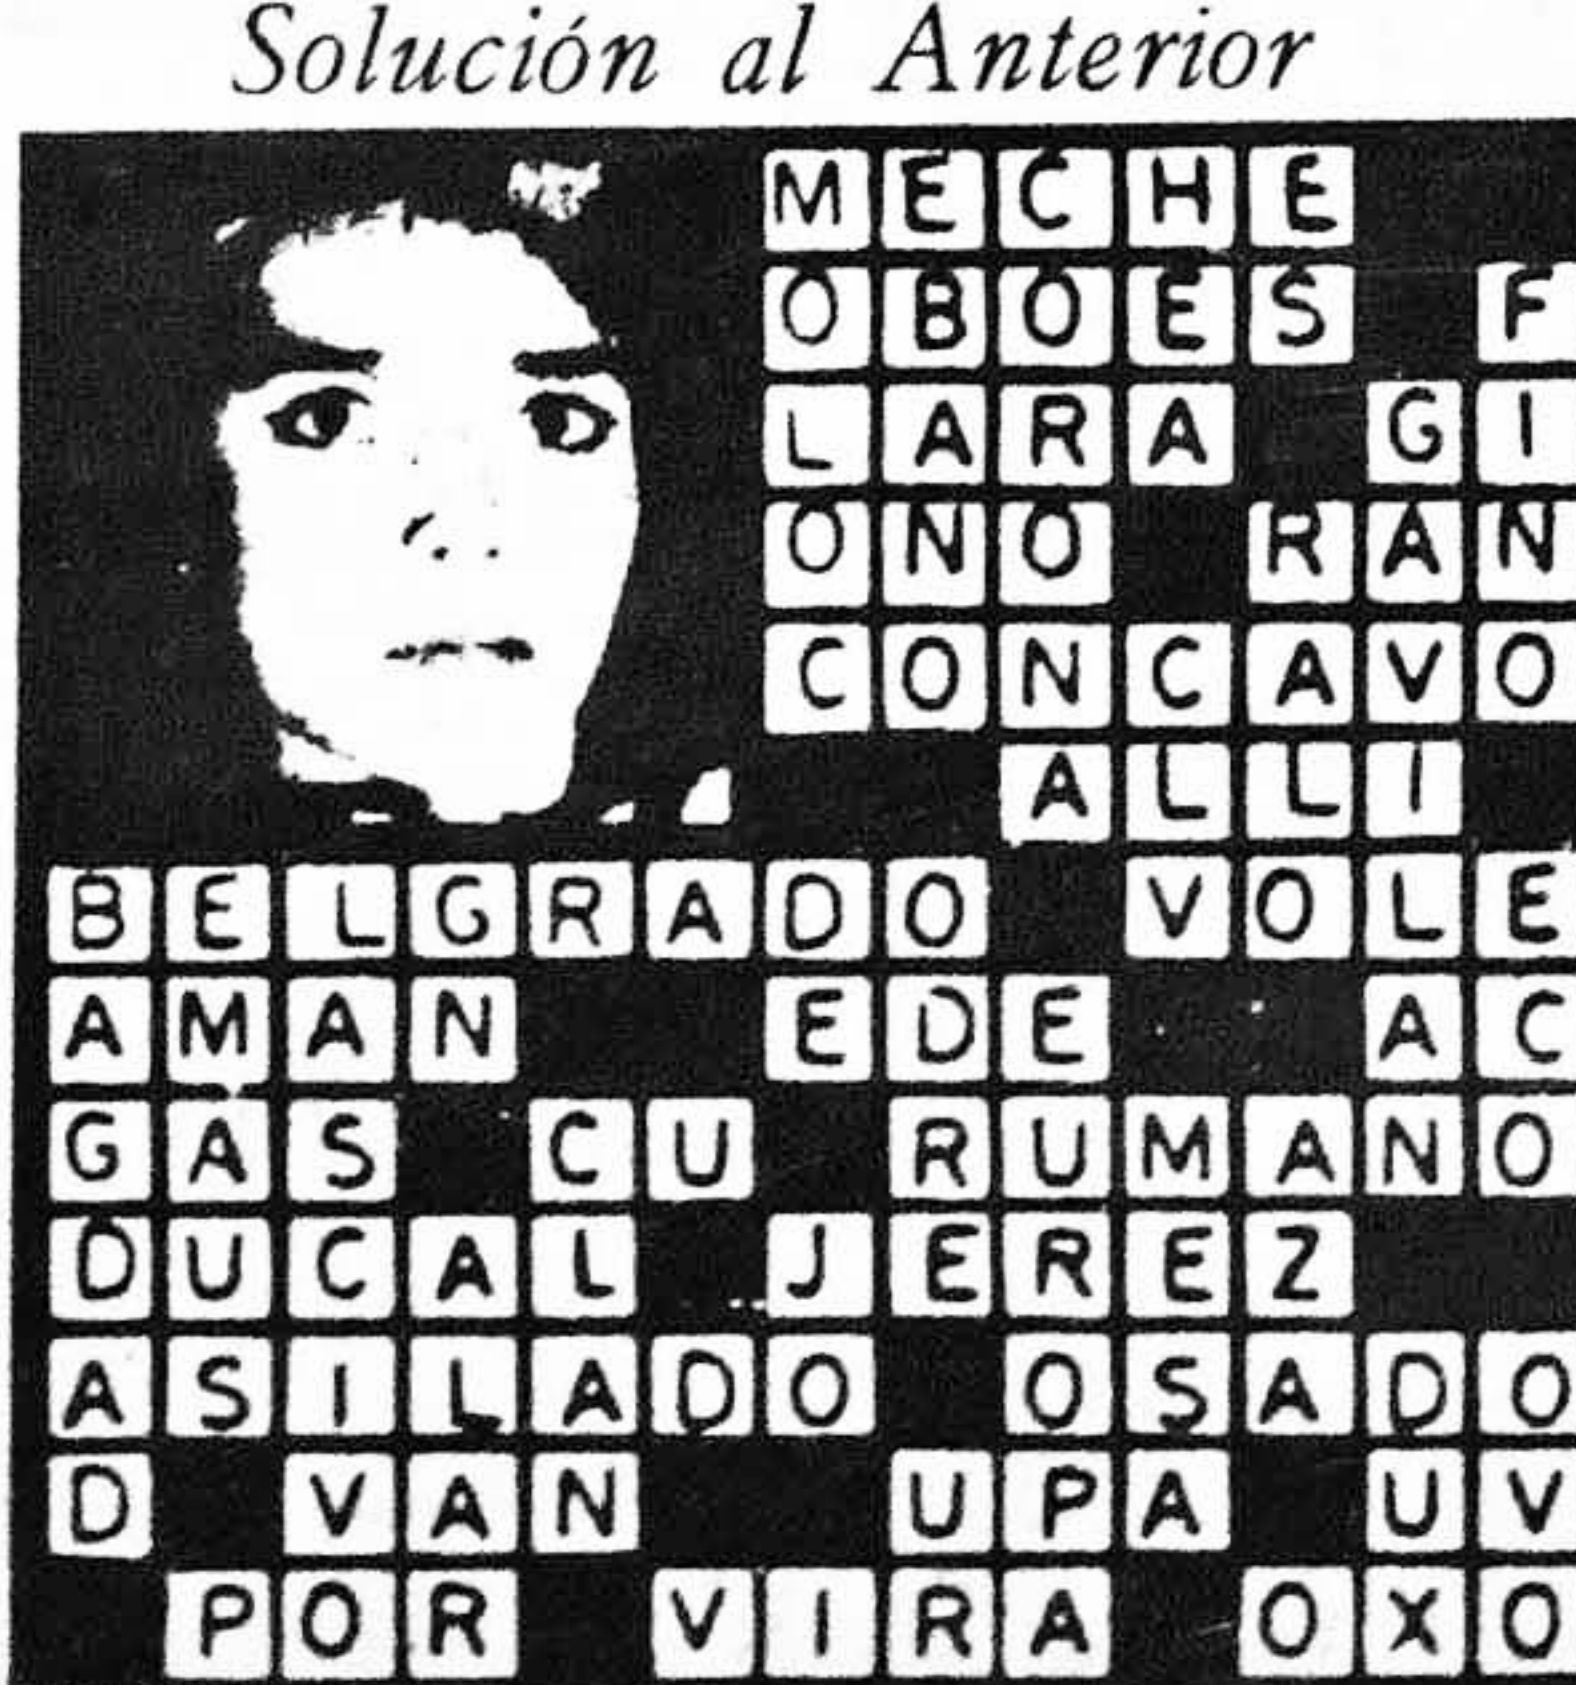 Solución al Anterior
MECHE
OBOES F
LARA GI
ONO RAN
CONCAVO
ALLI
BELGRADO VOLE
AMAN EDE AC
GAS CU RUMANO
DUCAL JEREZ
ASILADO OSADO
D VAN UPA UV
POR VIRA OXO